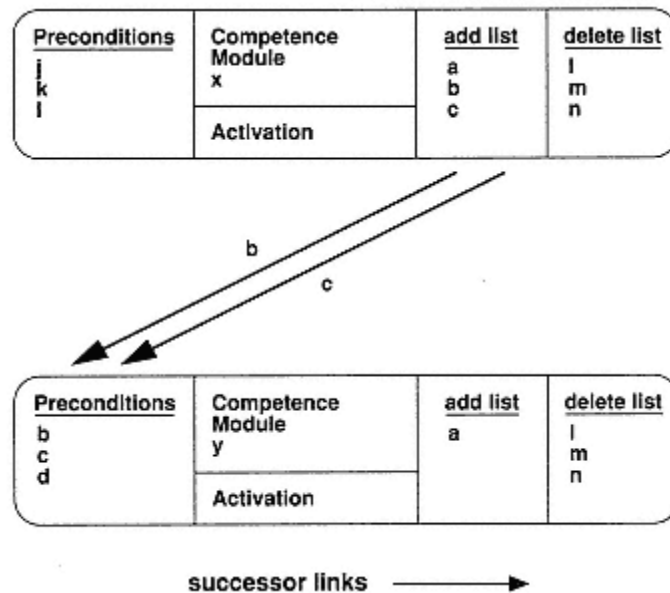 Preconditions
j
k
l
Competence
Module
x
Activation
add list
a
b
c
delete list
l
m
n
b
c
Preconditions
b
c
d
Competence
Module
y
Activation
add list
a
delete list
l
m
n
successor links